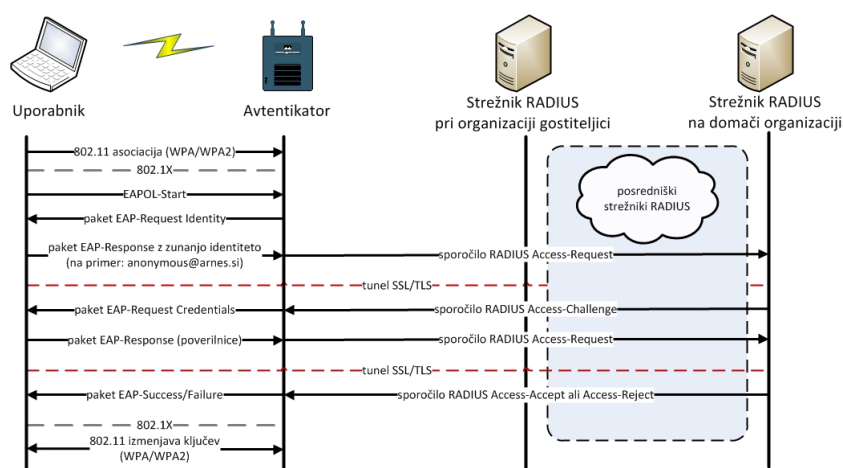 Uporabnik
Avtentikator
Strežnik RADIUS
pri organizaciji gostiteljici
Strežnik RADIUS
na domači organizaciji
802.11 asociacija (WPA/WPA2)
802.1X
EAPOL-Start
posredniški
strežniki RADIUS
paket EAP-Request Identity
paket EAP-Response z zunanjo identiteto
(na primer: anonymous@arnes.si)
sporočilo RADIUS Access-Request
tunel SSL/TLS
paket EAP-Request Credentials
sporočilo RADIUS Access-Challenge
paket EAP-Response (poverilnice)
sporočilo RADIUS Access-Request
tunel SSL/TLS
paket EAP-Success/Failure
sporočilo RADIUS Access-Accept ali Access-Reject
802.1X
802.11 izmenjava ključev
(WPA/WPA2)